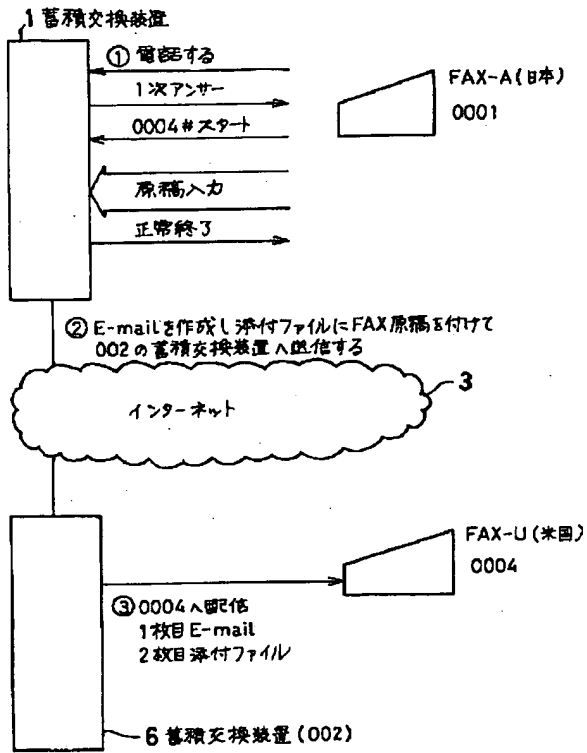 1 蓄積交換装置
① 電話する
1次アンサー
0004#スタート
原稿入力
正常終了
FAX-A(日本)
0001
② E-mailを作成し添付ファイルにFAX原稿を付けて
002の蓄積交換装置へ送信する
3
インターネット
FAX-U(米国)
0004
③ 0004へ配信
1枚目E-mail
2枚目添付ファイル
6 蓄積交換装置(002)